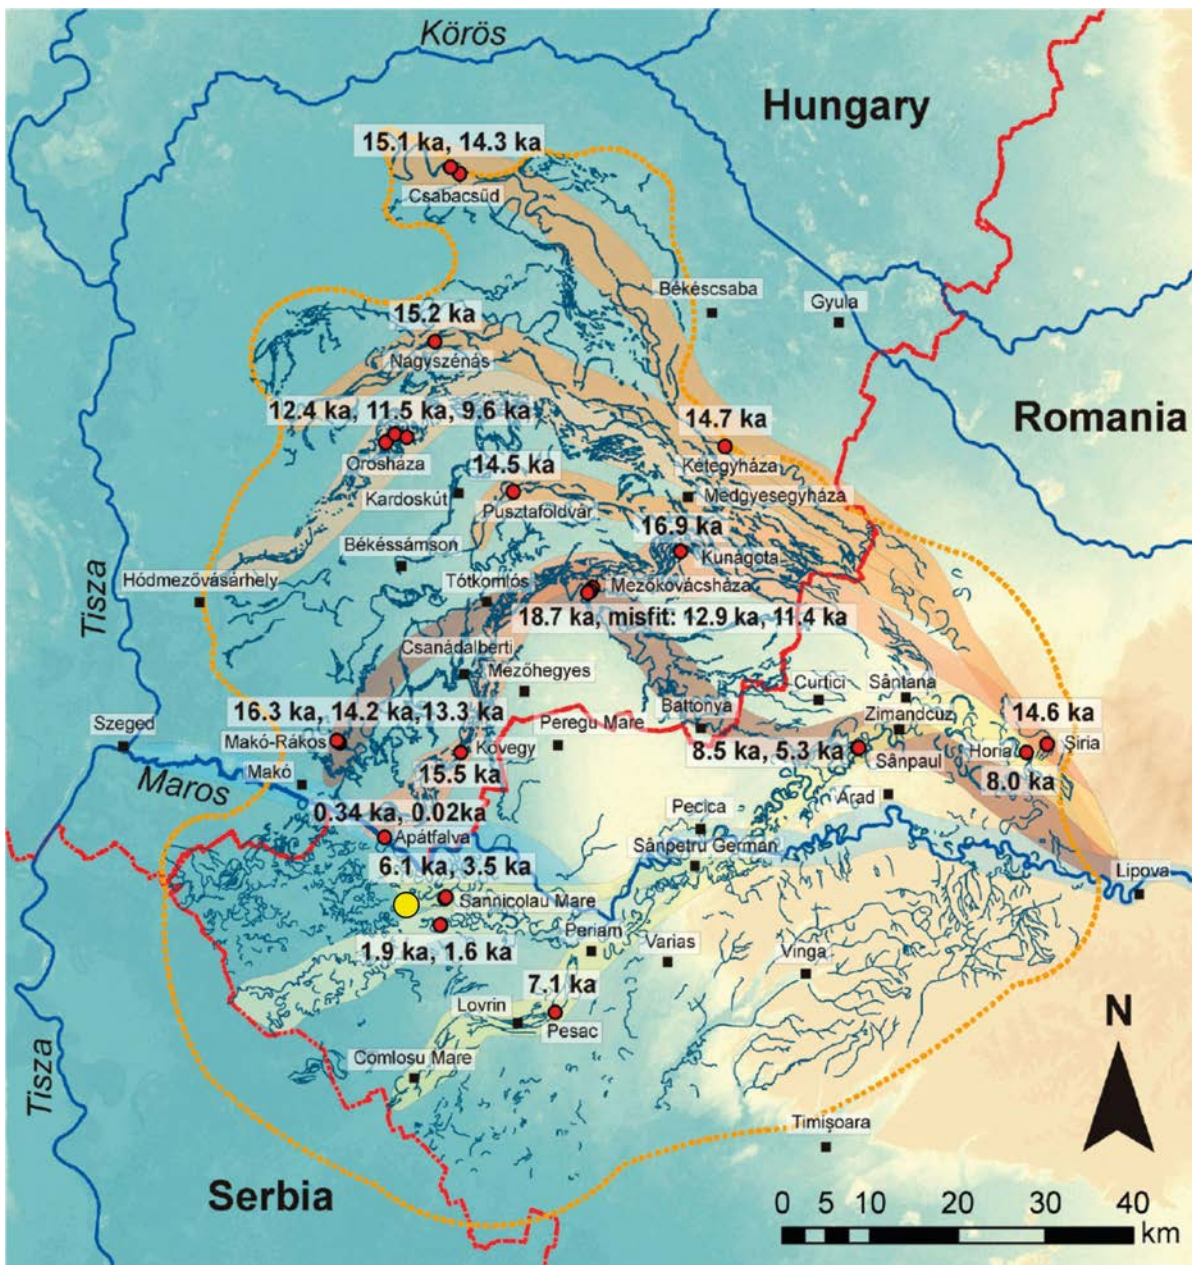 Körös
Hungary
15.1 ka, 14.3 ka
Csabacsűd
Békéscsaba
Gyula
15.2 ka
Nagyszénás
Romania
12.4 ka, 11.5 ka, 9.6 ka
14.7 ka
Orosháza
Kétegyháza
14.5 ka
Kardoskút
Medgyesegyháza
Pusztaföldvár
16.9 ka
Békéssámson
Kunágota
Tisza
Hódmezővásárhely
Tótkomlós
Mezőkovácsháza
18.7 ka, misfit: 12.9 ka, 11.4 ka
Csanádalberti
Mezőhegyes
Curtici
Sântana
16.3 ka, 14.2 ka,13.3 ka
Battonya
Zimandcuz
14.6 ka
Szeged
Peregu Mare
Makó-Rákos
Kövegy
8.5 ka, 5.3 ka
Sânpaul
Horia
Şiria
Makó
15.5 ka
8.0 ka
Maros
Arad
0.34 ka, 0.02ka
Pecica
Apátfalva
Sânpetru German
6.1 ka, 3.5 ka
Lipova
Sannicolau Mare
1.9 ka, 1.6 ka
Periam
Varias
Vinga
7.1 ka
Lovrin
Pesac
N
Comlosu Mare
Tisza
Timişoara
Serbia
0 5 10 20 30 40
km